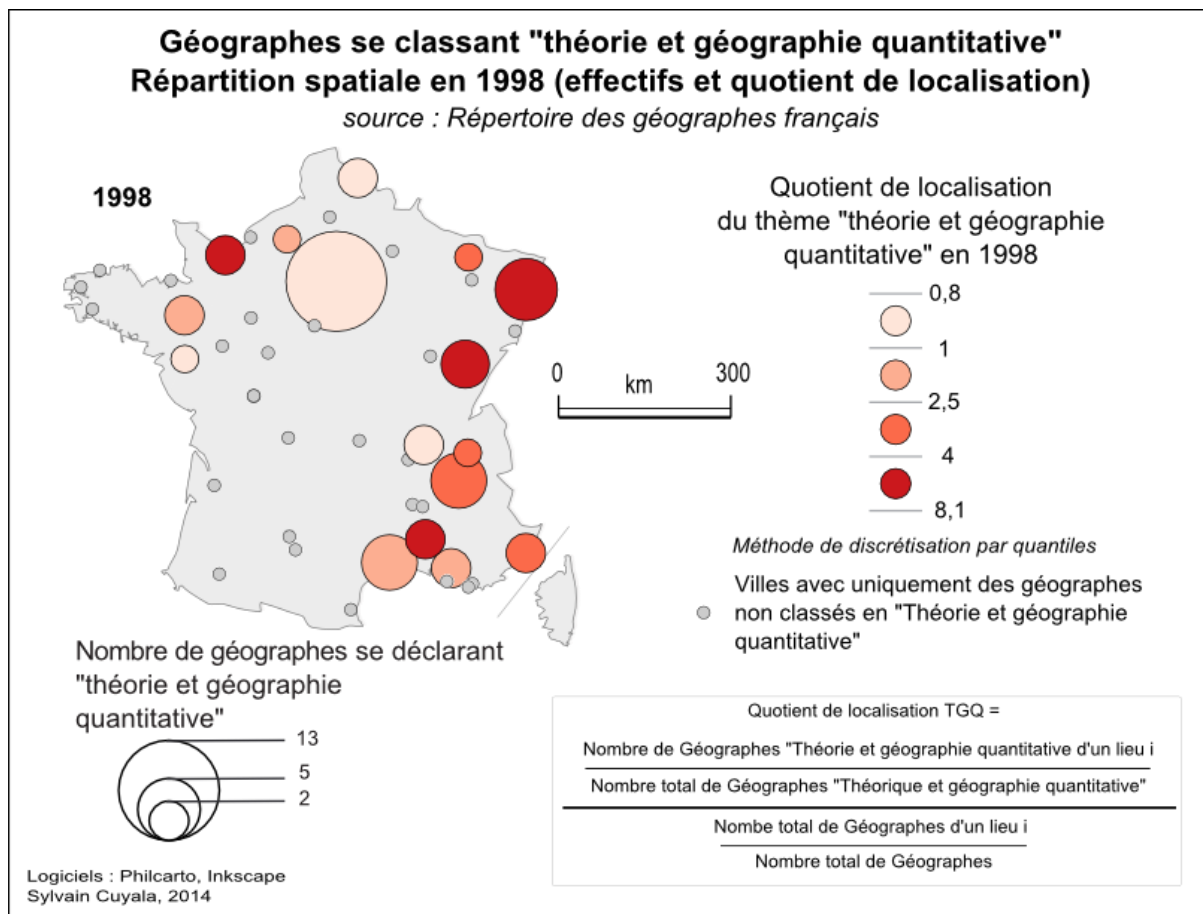 Géographes se classant "théorie et géographie quantitative"
Répartition spatiale en 1998 (effectifs et quotient de localisation)
source : Répertoire des géographes français
1998
Quotient de localisation
du thème "théorie et géographie
quantitative" en 1998
0,8
1
2,5
4
8,1
0
km
300
Méthode de discrétisation par quantiles
Villes avec uniquement des géographes
non classés en "Théorie et géographie
quantitative"
Nombre de géographes se déclarant
"théorie et géographie
quantitative"
13
5
2
Quotient de localisation TGQ =
Nombre de Géographes "Théorie et géographie quantitative d'un lieu i
Nombre total de Géographes "Théorique et géographie quantitative"
Nombe total de Géographes d'un lieu i
Nombre total de Géographes
Logiciels : Philcarto, Inkscape
Sylvain Cuyala, 2014